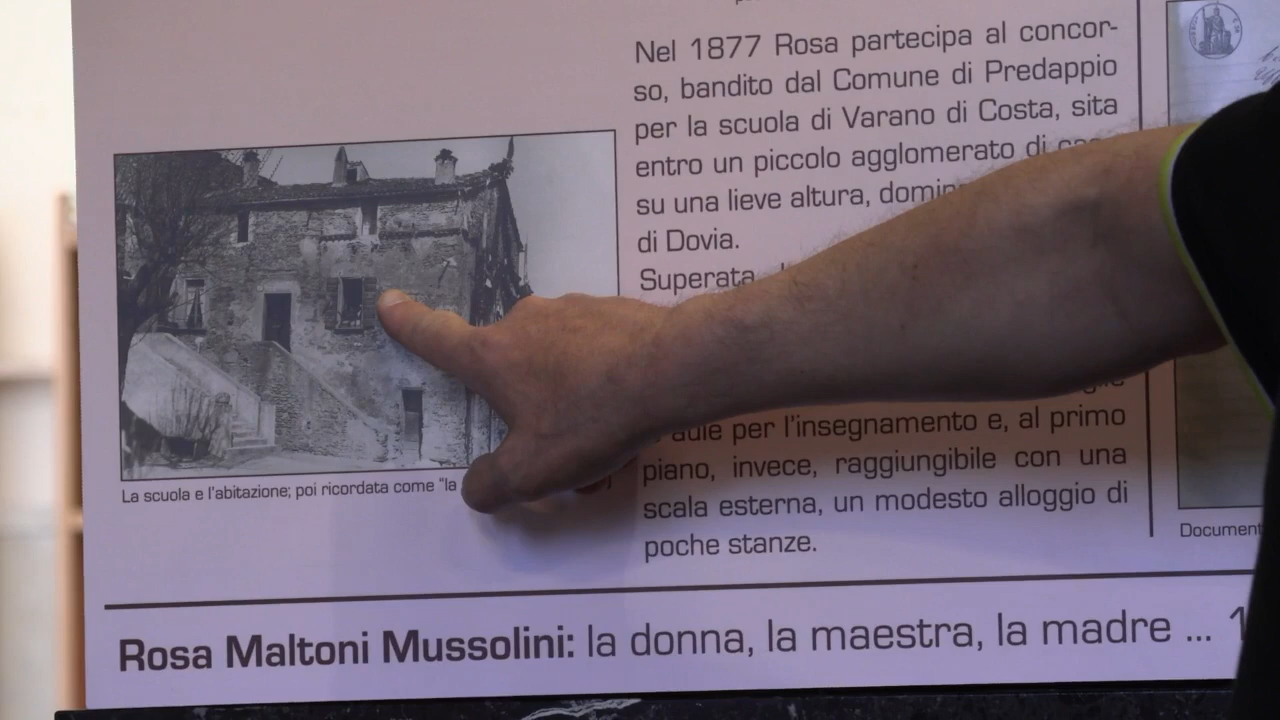 Nel 1877 Rosa partecipa al concor-
so, bandito dal Comune di Predappio
per la scuola di Varano di Costa, sita
entro un piccolo agglomerato di
su una lieve altura,
di Dovia.
Superata
aule per l'insegnamento e, al primo
piano, invece, raggiungibile con una
scala esterna, un modesto alloggio di
poche stanze.
La scuola e l'abitazione; poi ricordata come "la
Document
Rosa Maltoni Mussolini: la donna, la maestra, la madre ...